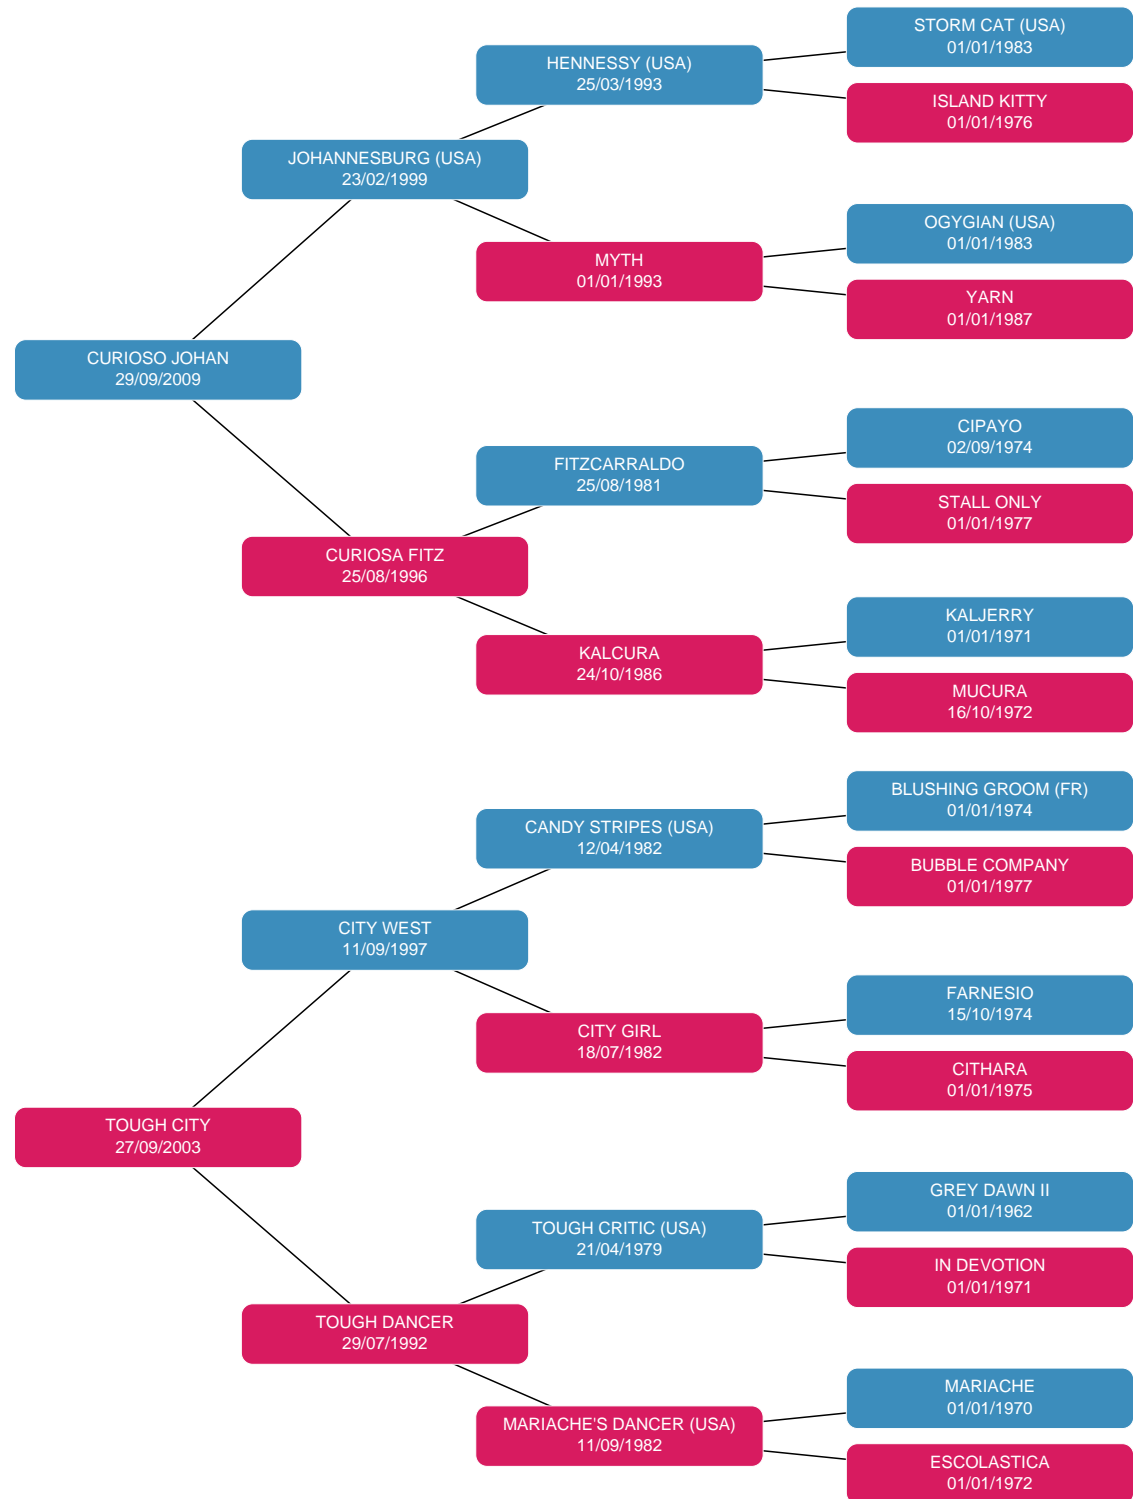 STORM CAT (USA)
01/01/1983
HENNESSY (USA)
25/03/1993
ISLAND KITTY
01/01/1976
JOHANNESBURG (USA)
23/02/1999
OGYGIAN (USA)
01/01/1983
MYTH
01/01/1993
YARN
01/01/1987
CURIOSO JOHAN
29/09/2009
CIPAYO
02/09/1974
FITZCARRALDO
25/08/1981
STALL ONLY
01/01/1977
CURIOSA FITZ
25/08/1996
KALJERRY
01/01/1971
KALCURA
24/10/1986
MUCURA
16/10/1972
BLUSHING GROOM (FR)
01/01/1974
CANDY STRIPES (USA)
12/04/1982
BUBBLE COMPANY
01/01/1977
CITY WEST
11/09/1997
FARNESIO
15/10/1974
CITY GIRL
18/07/1982
CITHARA
01/01/1975
TOUGH CITY
27/09/2003
GREY DAWN II
01/01/1962
TOUGH CRITIC (USA)
21/04/1979
IN DEVOTION
01/01/1971
TOUGH DANCER
29/07/1992
MARIACHE
01/01/1970
MARIACHE'S DANCER (USA)
11/09/1982
ESCOLASTICA
01/01/1972